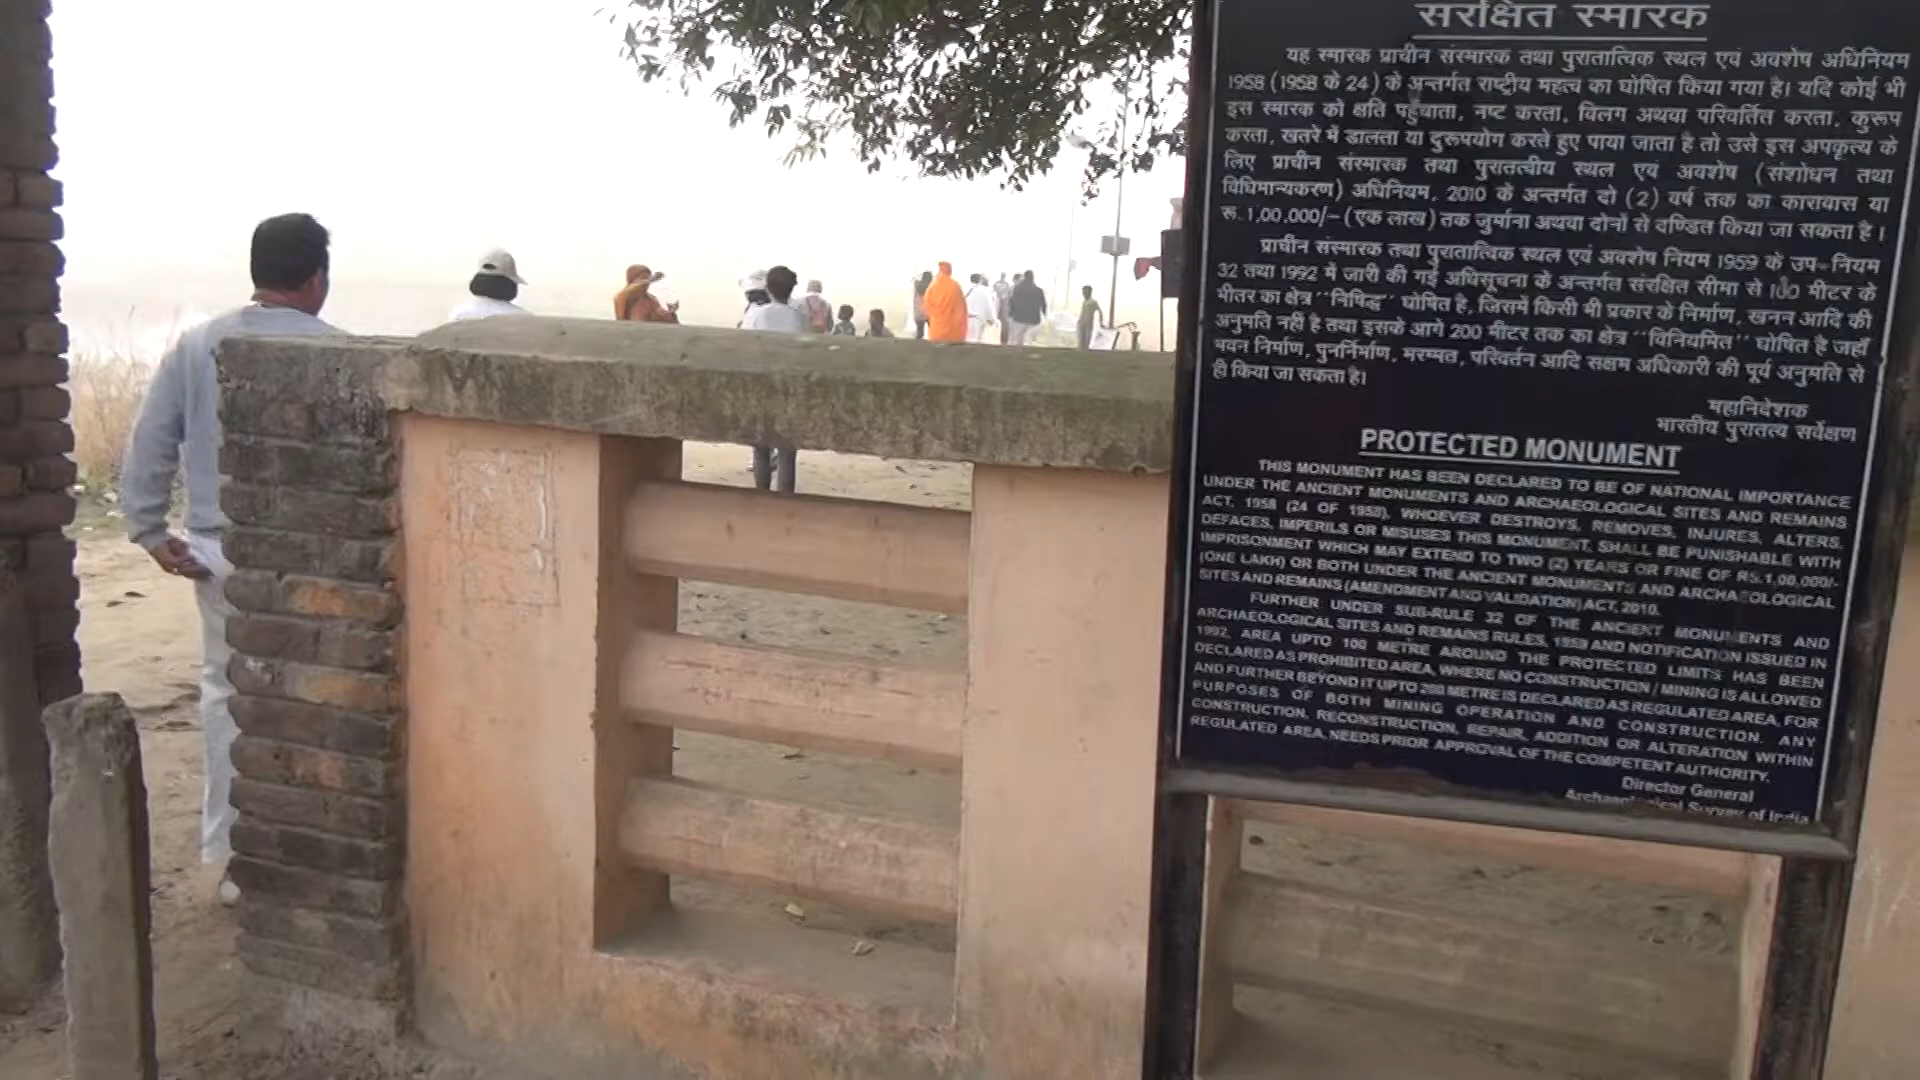 संरक्षित स्मारक
यह स्मारक प्राचीन संस्मारक तथा पुरातात्विक स्थल एवं अवशेष अधिनियम
1958 (1958 के 24) के अन्तर्गत राष्ट्रीय महत्व का घोषित किया गया है। यदि कोई भी
इस स्मारक को क्षति पहुँचाता, नष्ट करता, विलग अथवा परिवर्तित करता, कुरूप
करता, खतरे में डालता या दुरूपयोग करते हुए पाया जाता है तो उसे इस अपकृत्य के
लिए प्राचीन संस्मारक तथा पुरातत्वीय स्थल एवं अवशेष (संशोधन तथा
विधिमान्यकरण) अधिनियम, 2010 के अन्तर्गत दो (2) वर्ष तक का कारावास या
रू. 1,00,000/- (एक लाख) तक जुर्माना अथवा दोनों से दण्डित किया जा सकता है।
प्राचीन संस्मारक तथा पुरातात्विक स्थल एवं अवशेष नियम 1959 के उप-नियम
32 तथा 1992 में जारी की गई अधिसूचना के अन्तर्गत संरक्षित सीमा से 100 मीटर के
भीतर का क्षेत्र "निषिद्ध" घोषित है, जिसमें किसी भी प्रकार के निर्माण, खनन आदि की
अनुमति नहीं है तथा इसके आगे 200 मीटर तक का क्षेत्र "विनियमित" घोषित है जहाँ
भवन निर्माण, पुनर्निर्माण, मरम्मत, परिवर्तन आदि सक्षम अधिकारी की पूर्व अनुमति से
ही किया जा सकता है।
महानिदेशक
भारतीय पुरातत्व सर्वेक्षण
PROTECTED MONUMENT
THIS MONUMENT HAS BEEN DECLARED TO BE OF NATIONAL IMPORTANCE
UNDER THE ANCIENT MONUMENTS AND ARCHAEOLOGICAL SITES AND REMAINS
ACT, 1958 (24 OF 1958). WHOEVER DESTROYS, REMOVES, INJURES, ALTERS,
DEFACES, IMPERILS OR MISUSES THIS MONUMENT, SHALL BE PUNISHABLE WITH
IMPRISONMENT WHICH MAY EXTEND TO TWO (2) YEARS OR FINE OF RS.1,00,000/-
(ONE LAKH) OR BOTH UNDER THE ANCIENT MONUMENTS AND ARCHAEOLOGICAL
SITES AND REMAINS (AMENDMENT AND VALIDATION) ACT, 2010.
FURTHER UNDER SUB-RULE 32 OF THE ANCIENT MONUMENTS AND
ARCHAEOLOGICAL SITES AND REMAINS RULES, 1959 AND NOTIFICATION ISSUED IN
1992, AREA UPTO 100 METRE AROUND THE PROTECTED LIMITS HAS BEEN
DECLARED AS PROHIBITED AREA, WHERE NO CONSTRUCTION / MINING IS ALLOWED
AND FURTHER BEYOND IT UPTO 200 METRE IS DECLARED AS REGULATED AREA, FOR
PURPOSES OF BOTH MINING OPERATION AND CONSTRUCTION. ANY
CONSTRUCTION, RECONSTRUCTION, REPAIR, ADDITION OR ALTERATION WITHIN
REGULATED AREA, NEEDS PRIOR APPROVAL OF THE COMPETENT AUTHORITY.
Director General
Archaeological Survey of India